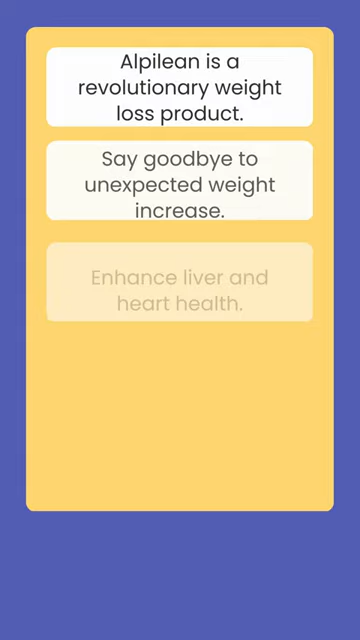 Alpilean is a
revolutionary weight
loss product.
Say goodbye to
unexpected weight
increase.
Enhance liver and
heart health.